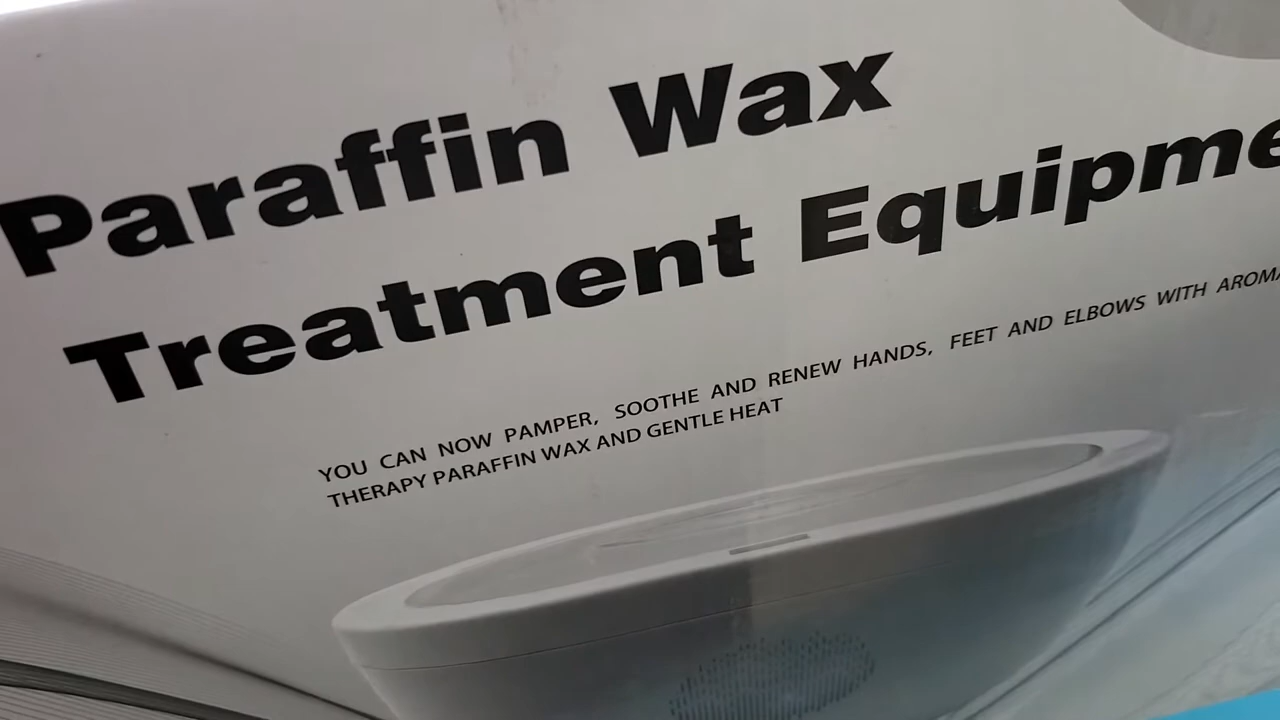 Paraffin Wax
Treatment Equipme
YOU CAN NOW PAMPER, SOOTHE AND RENEW HANDS, FEET AND ELBOWS WITH AROMA
THERAPY PARAFFIN WAX AND GENTLE HEAT